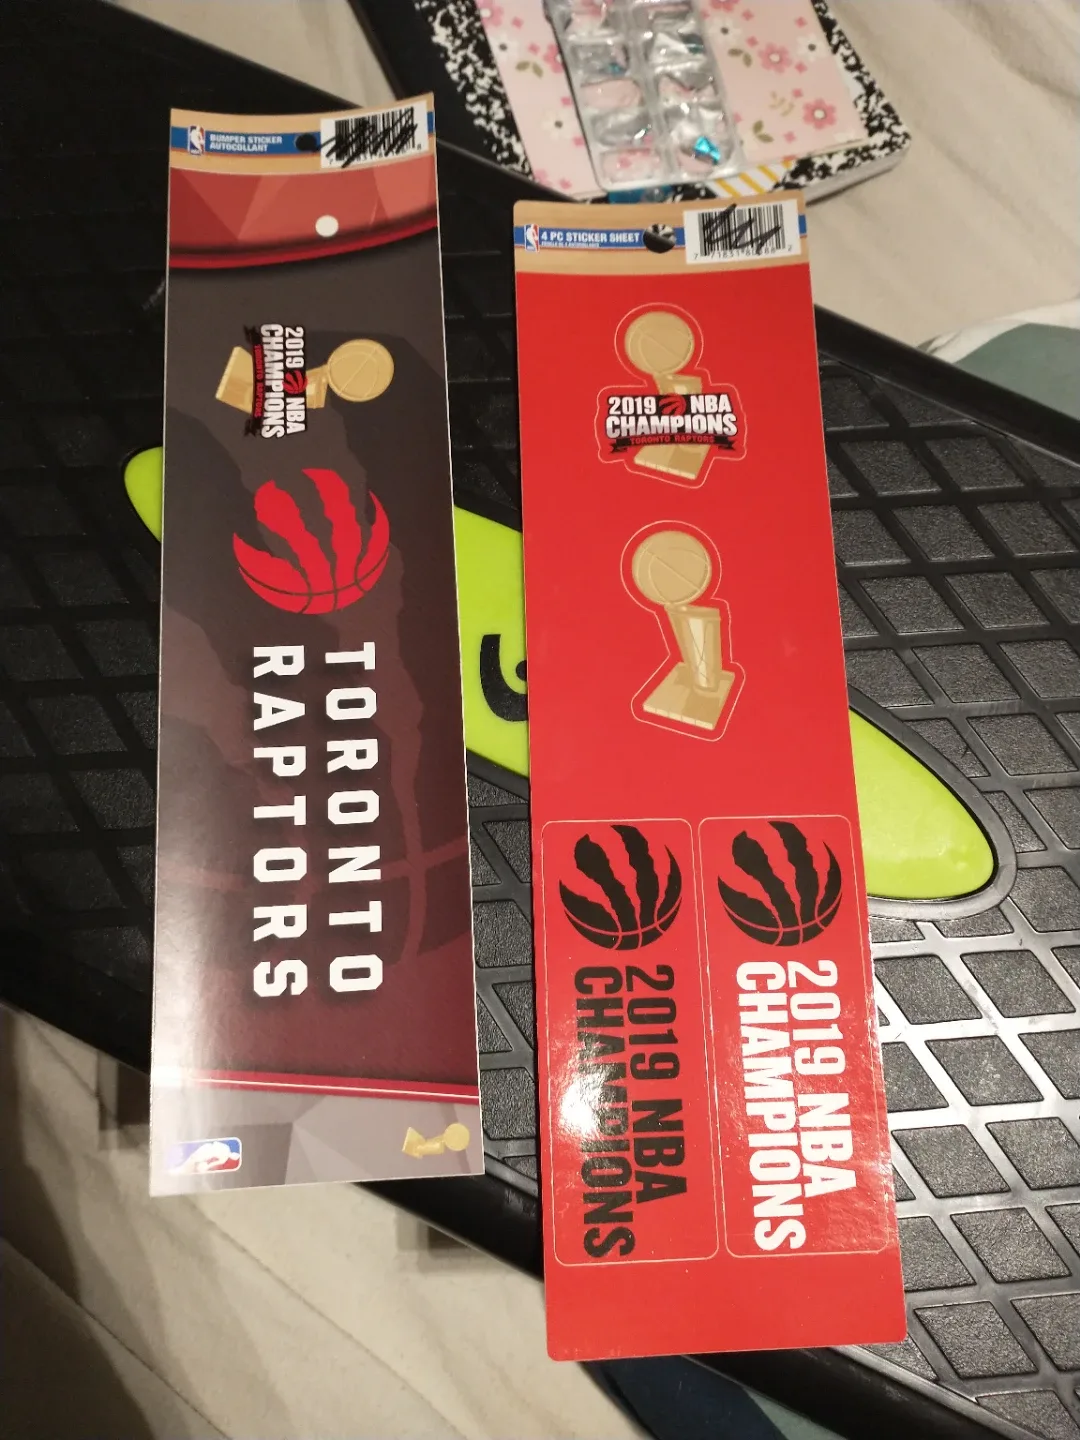 BUMPER STICKER
AUTOCOLLANT
2019 NBA
CHAMPIONS
TORONTO RAPTORS
TORONTO
RAPTORS
4 PC STICKER SHEET
2019 NBA
CHAMPIONS
TORONTO RAPTORS
2019 NBA
CHAMPIONS
2019 NBA
CHAMPIONS